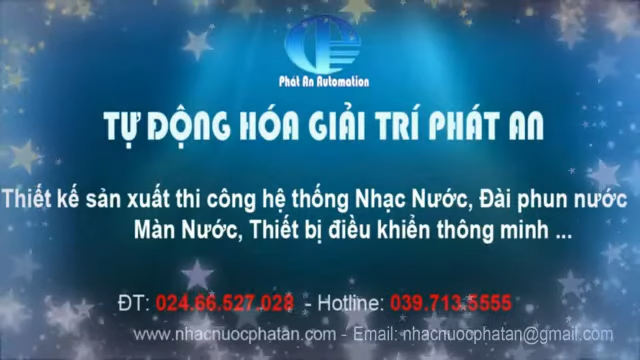 Phát An Automation
TỰ ĐỘNG HÓA GIẢI TRÍ PHÁT AN
Thiết kế sản xuất thi công hệ thống Nhạc Nước, Đài phun nước
Màn Nước, Thiết bị điều khiển thông minh ...
ĐT: 024.66.527.028 - Hotline: 039.713.5555
www.nhacnuocphatan.com - Email: nhacnuocphatan@gmail.com